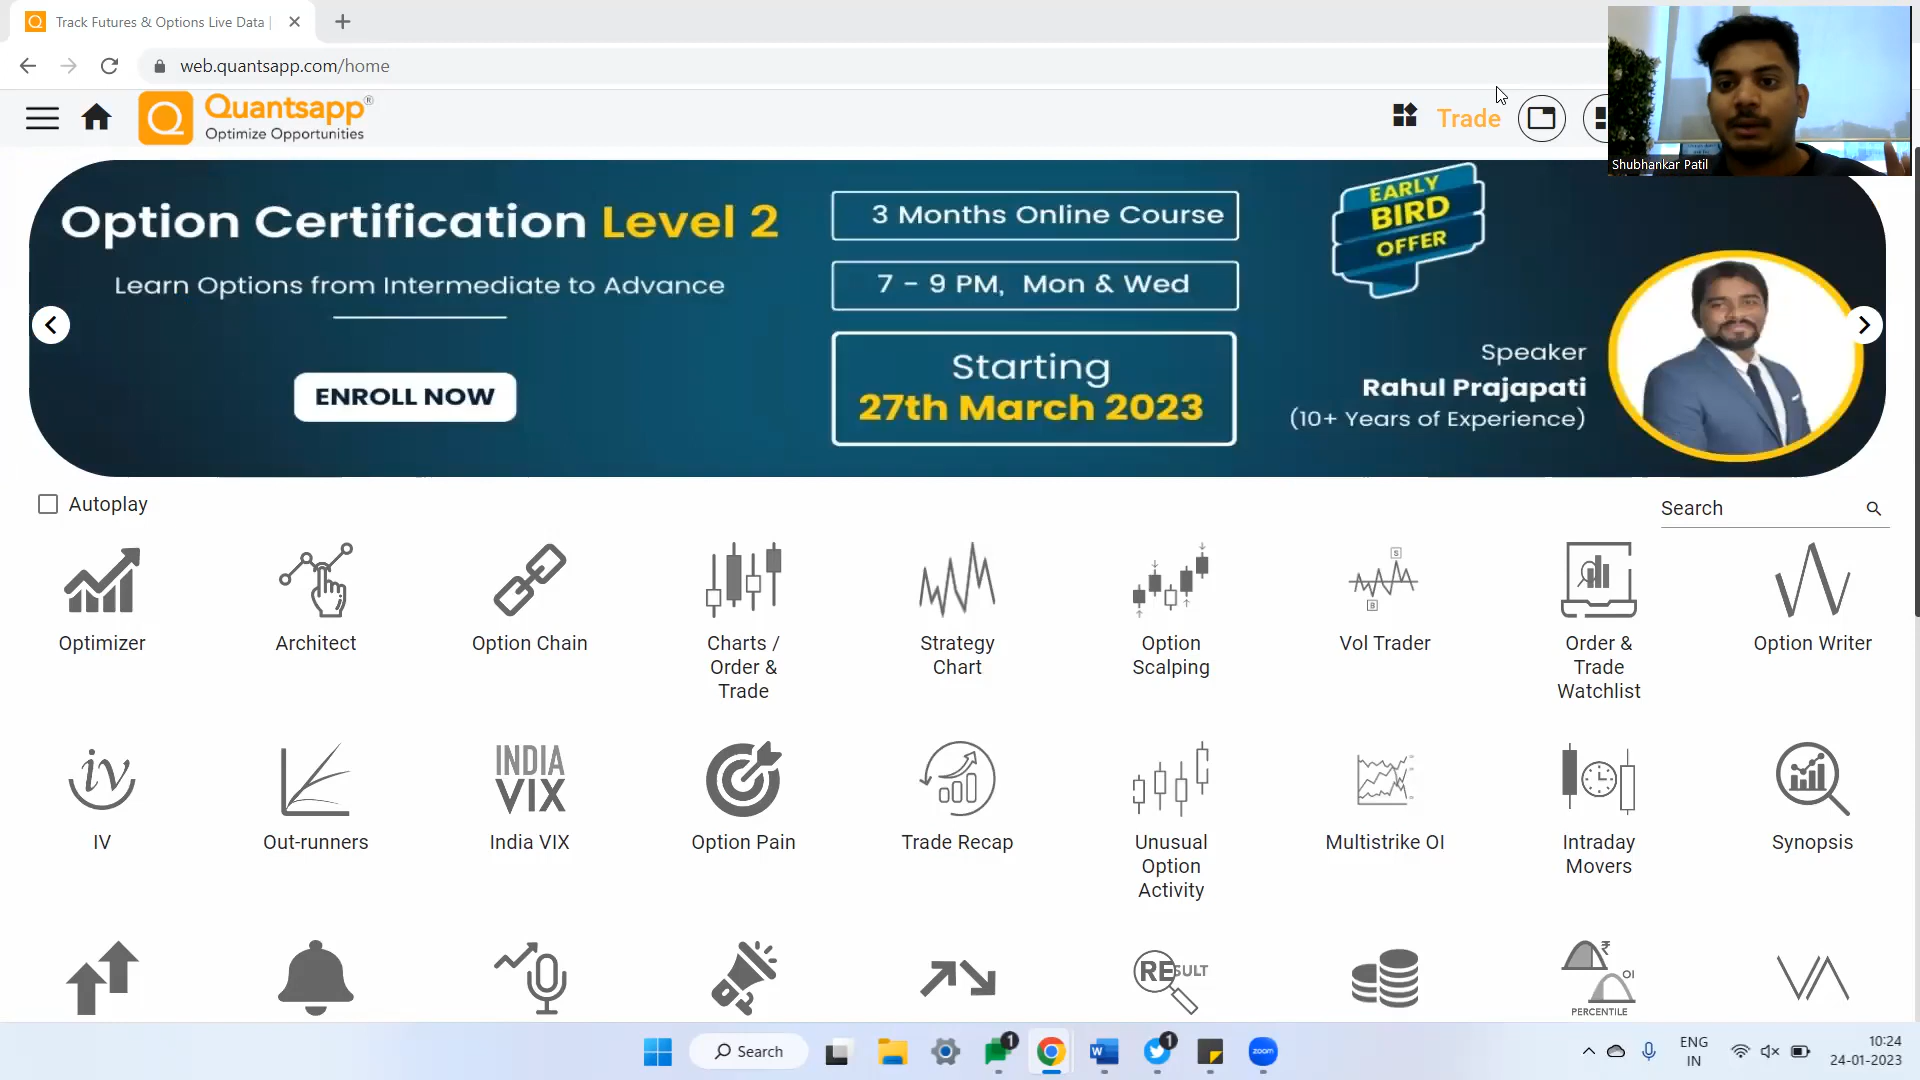 Track Futures & Options Live Data |
web.quantsapp.com/home
Quantsapp®
Optimize Opportunities
Trade
Shubhankar Patil
Option Certification Level 2
Learn Options from Intermediate to Advance
ENROLL NOW
3 Months Online Course
7 – 9 PM, Mon & Wed
Starting
27th March 2023
EARLY
BIRD
OFFER
Speaker
Rahul Prajapati
(10+ Years of Experience)
Autoplay
Search
Optimizer
Architect
Option Chain
Charts /
Order &
Trade
Strategy
Chart
Option
Scalping
S
B
Vol Trader
Order &
Trade
Watchlist
Option Writer
iv
IV
Out-runners
INDIA
VIX
India VIX
Option Pain
Trade Recap
Unusual
Option
Activity
Multistrike OI
Intraday
Movers
Synopsis
RESULT
₹
OI
PERCENTILE
Search
1
W
1
zoom
ENG
IN
10:24
24-01-2023